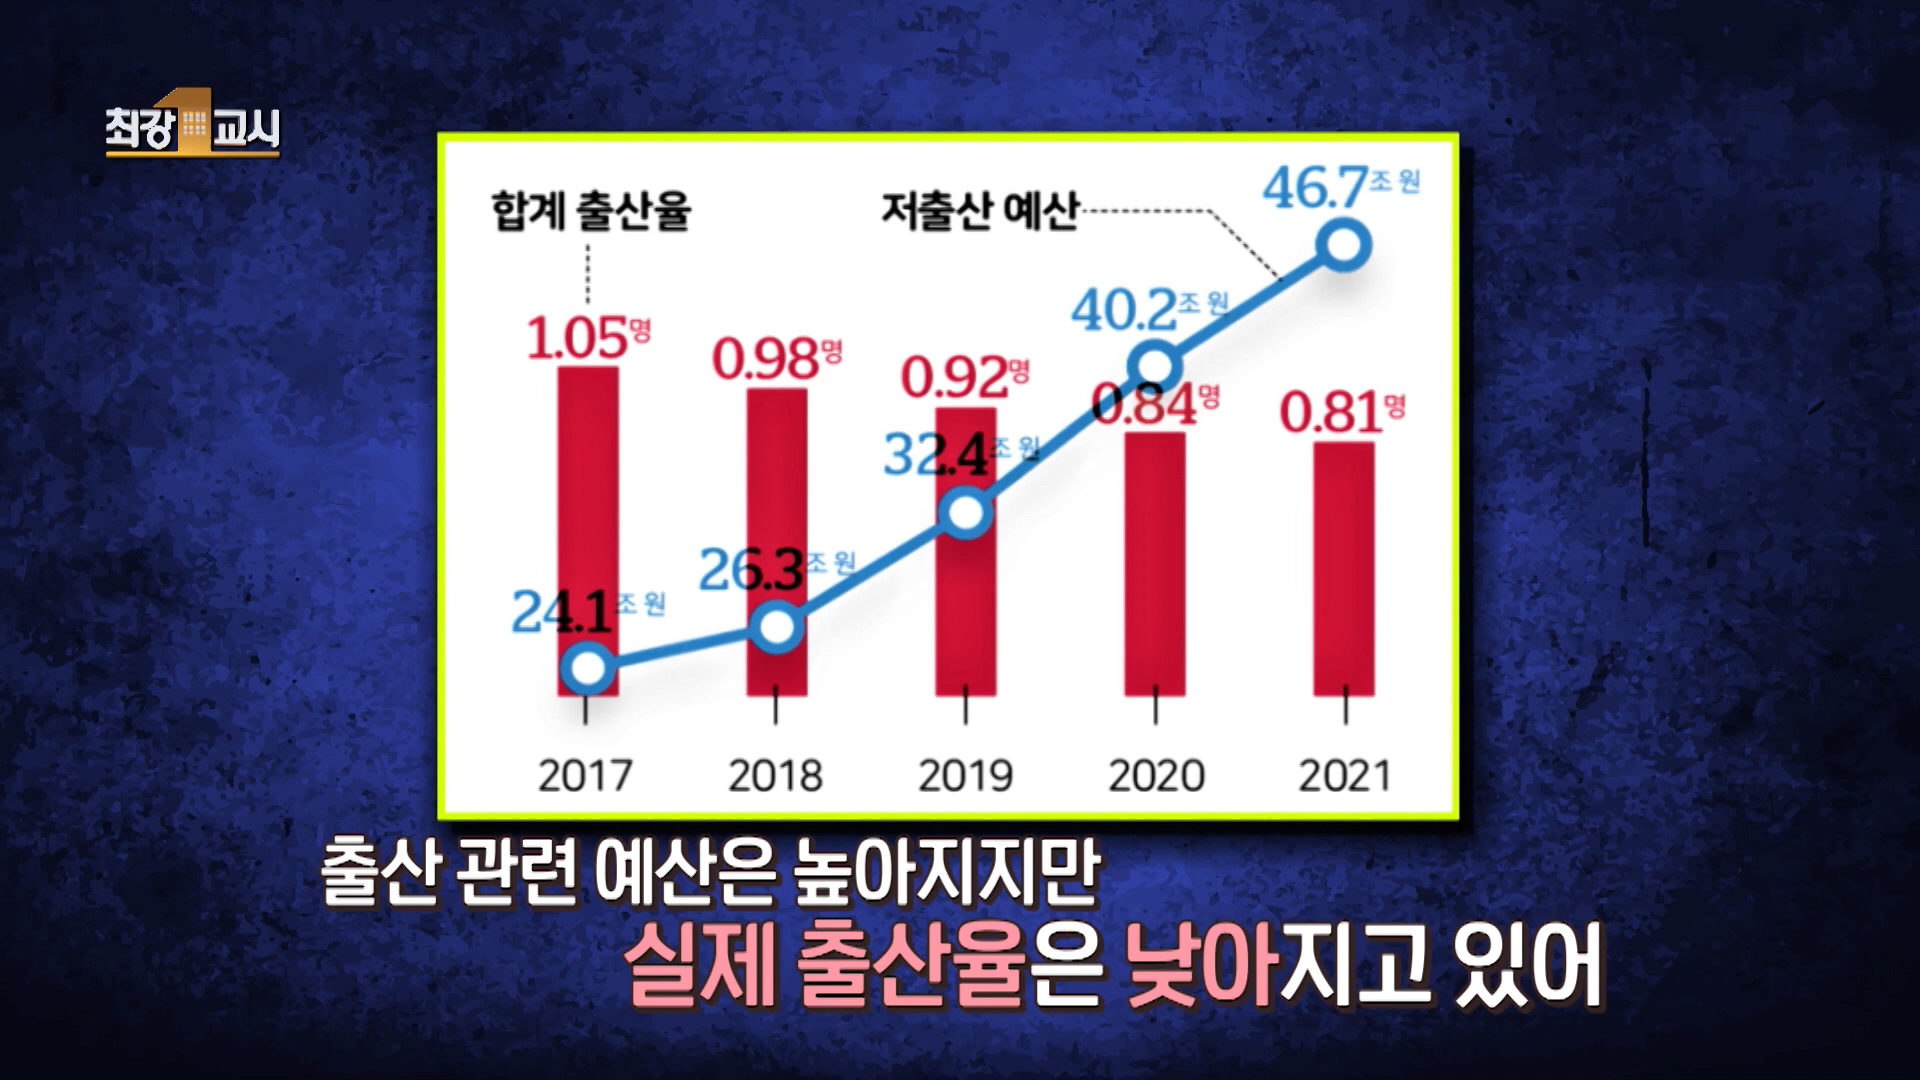 최강1교시
합계 출산율
저출산 예산
46.7조 원
40.2조 원
1.05명
0.98명
0.92명
0.84명
0.81명
32.4조 원
26.3조 원
24.1조 원
2017 2018 2019 2020 2021
출산 관련 예산은 높아지지만
실제 출산율은 낮아지고 있어